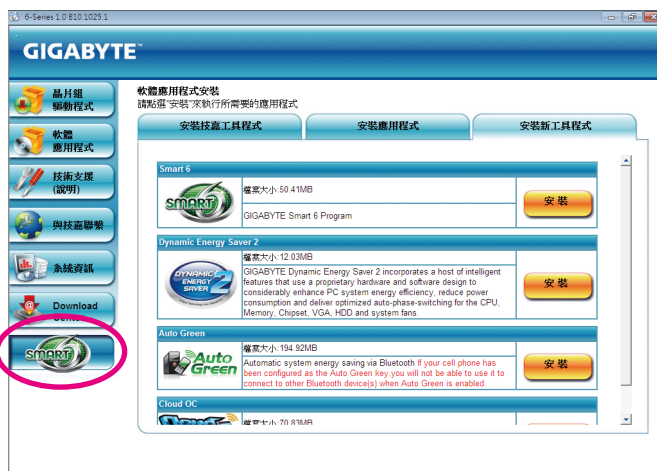 6-Series 1.0 B10.1025.1
GIGABYTE™
晶片組
驅動程式
軟體
應用程式
技術支援
(說明)
與技嘉聯繫
系統資訊
Download
SMART 6
軟體應用程式安裝
請點選"安裝"來執行所需要的應用程式
安裝技嘉工具程式
安裝應用程式
安裝新工具程式
Smart 6
SMART 6
檔案大小:50.41MB
GIGABYTE Smart 6 Program
安裝
Dynamic Energy Saver 2
DYNAMIC
ENERGY
SAVER 2
檔案大小:12.03MB
GIGABYTE Dynamic Energy Saver 2 incorporates a host of intelligent
features that use a proprietary hardware and software design to
considerably enhance PC system energy efficiency, reduce power
consumption and deliver optimized auto-phase-switching for the CPU,
Memory, Chipset, VGA, HDD and system fans.
安裝
Auto Green
Auto
Green
檔案大小:194.92MB
Automatic system energy saving via Bluetooth If your cell phone has
been configured as the Auto Green key,you will not be able to use it to
connect to other Bluetooth device(s) when Auto Green is enabled.
安裝
Cloud OC
檔案大小:70.83MB